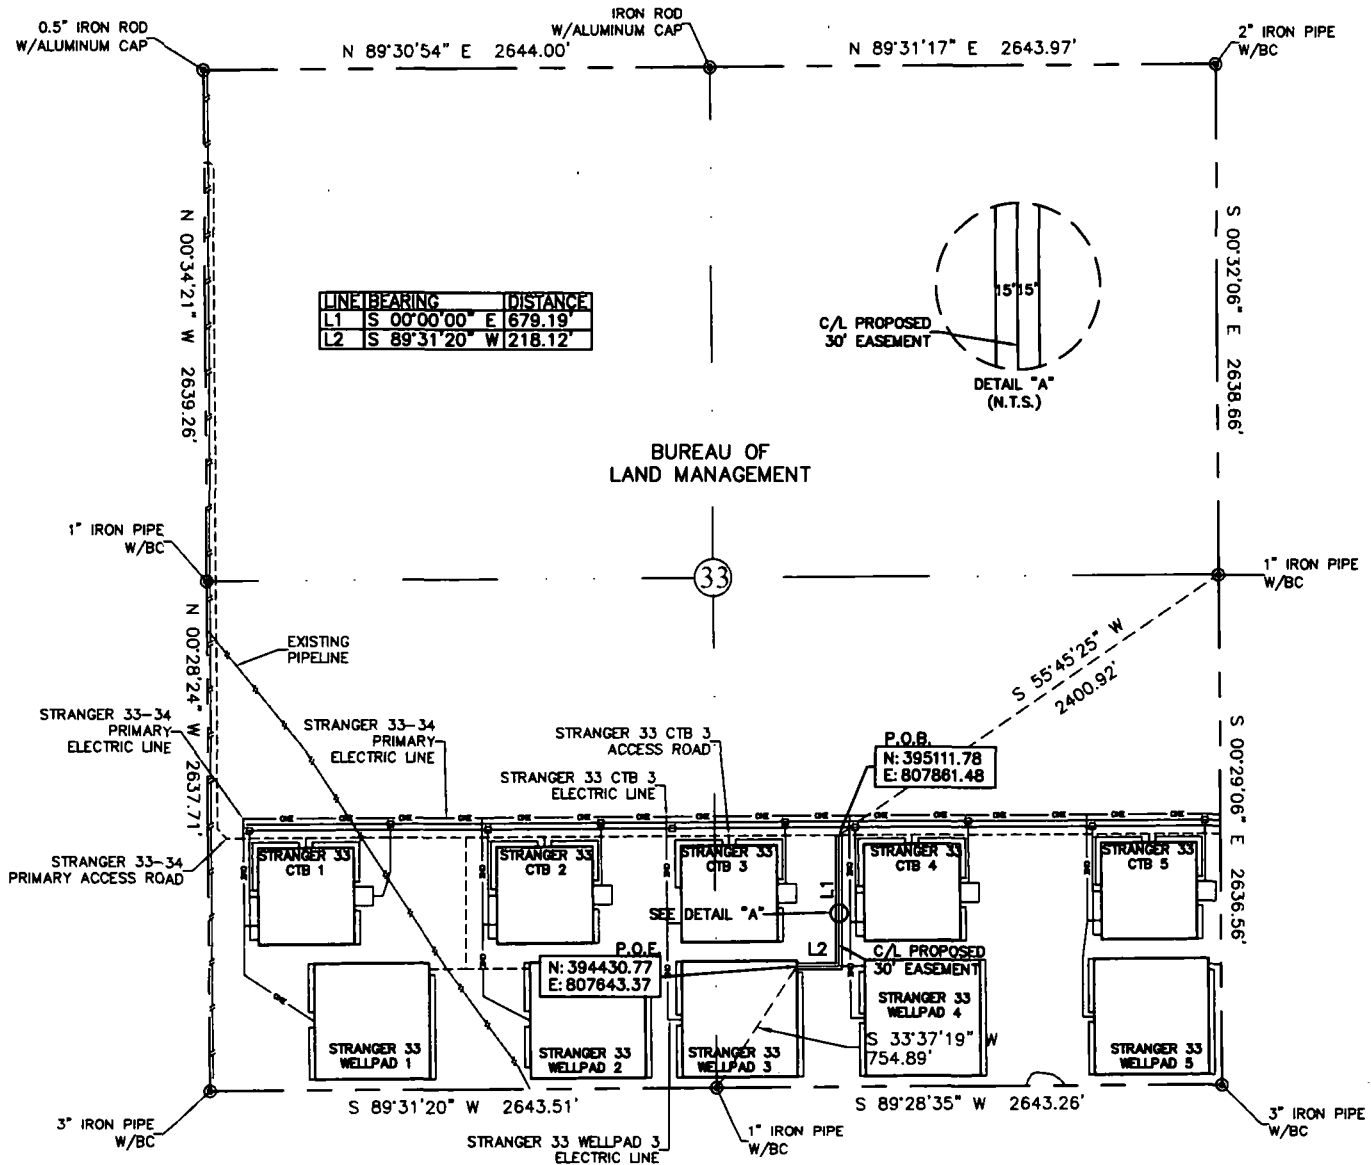 0.5" IRON ROD
W/ALUMINUM CAP
N 89°30'54" E 2644.00'
IRON ROD
W/ALUMINUM CAP
N 89°31'17" E 2643.97'
2" IRON PIPE
W/BC
N 00°34'21" W 2639.26'
S 00°32'06" E 2638.66'
LINE BEARING DISTANCE
L1 S 00°00'00" E 679.19'
L2 S 89°31'20" W 218.12'
15' 15'
C/L PROPOSED
30' EASEMENT
DETAIL "A"
(N.T.S.)
BUREAU OF
LAND MANAGEMENT
1" IRON PIPE
W/BC
33
1" IRON PIPE
W/BC
N 00°28'24" W 2637.71'
EXISTING
PIPELINE
S 55°45'25" W
2400.92'
STRANGER 33-34
PRIMARY
ELECTRIC LINE
STRANGER 33-34
PRIMARY
ELECTRIC LINE
STRANGER 33 CTB 3
ACCESS ROAD
STRANGER 33 CTB 3
ELECTRIC LINE
P.O.B.
N: 395111.78
E: 807861.48
S 00°29'06" E 2636.56'
OHE OHE OHE OHE OHE OHE OHE OHE
STRANGER 33-34
PRIMARY ACCESS ROAD
STRANGER 33
CTB 1
STRANGER 33
CTB 2
STRANGER 33
CTB 3
STRANGER 33
CTB 4
STRANGER 33
CTB 5
L1
SEE DETAIL "A"
L2
C/L PROPOSED
30' EASEMENT
P.O.E.
N: 394430.77
E: 807643.37
STRANGER 33
WELLPAD 1
STRANGER 33
WELLPAD 2
STRANGER 33
WELLPAD 3
STRANGER 33
WELLPAD 4
S 33°37'19" W
754.89'
STRANGER 33
WELLPAD 5
3" IRON PIPE
W/BC
S 89°31'20" W 2643.51'
STRANGER 33 WELLPAD 3
ELECTRIC LINE
1" IRON PIPE
W/BC
S 89°28'35" W 2643.26'
3" IRON PIPE
W/BC